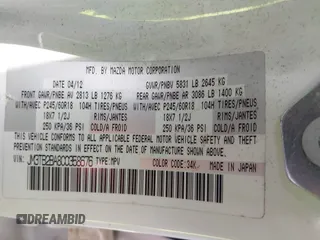 MFD. BY MAZDA MOTOR CORPORATION
DATE 04/12 GVWR/PNBV 5831 LB 2645 KG
FRONT GAWR/PNBE AV 2813 LB 1276 KG REAR GAWR/PNBE AR 3086 LB 1400 KG
WITH/AVEC P245/60R18 104H TIRES/PNEUS WITH/AVEC P245/60R18 104H TIRES/PNEUS
18X7 1/2J RIMS/JANTES 18X7 1/2J RIMS/JANTES
250 KPA/36 PSI COLD/A FROID 250 KPA/36 PSI COLD/A FROID
THIS VEHICLE CONFORMS TO ALL APPLICABLE FEDERAL MOTOR
VEHICLE SAFETY AND THEFT PREVENTION STANDARDS IN EFFECT ON
THE DATE OF MANUFACTURE SHOWN ABOVE.
VIN: TYPE: MPV
COLOR CODE: 34K MADE IN JAPAN